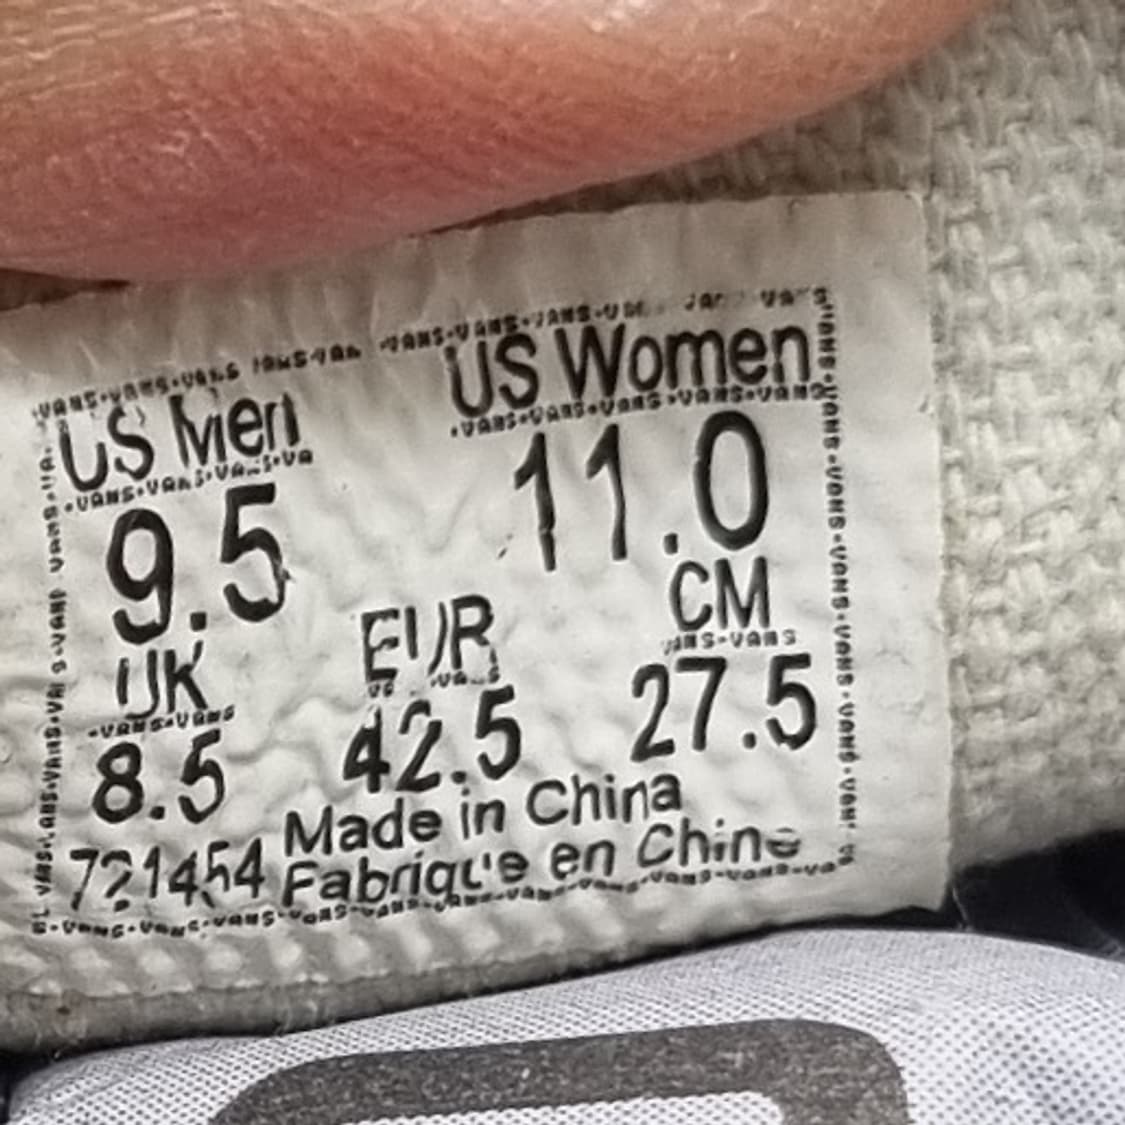 US Men US Women
9.5 11.0
UK EUR CM
8.5 42.5 27.5
Made in China
721454 Fabrique en Chine